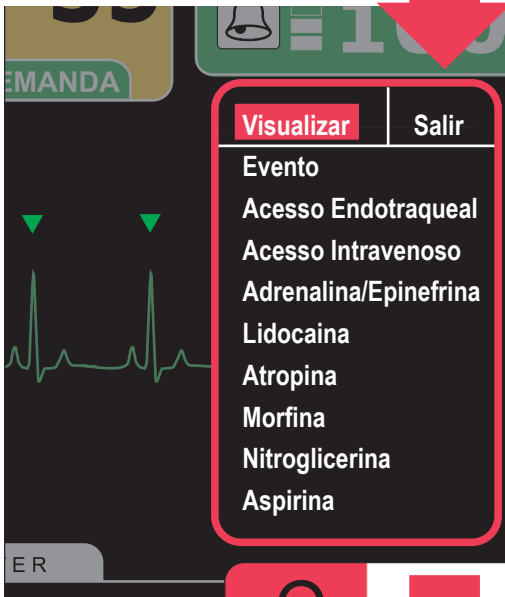 EMANDA
Visualizar Salir
Evento
Acesso Endotraqueal
Acesso Intravenoso
Adrenalina/Epinefrina
Lidocaina
Atropina
Morfina
Nitroglicerina
Aspirina
ER